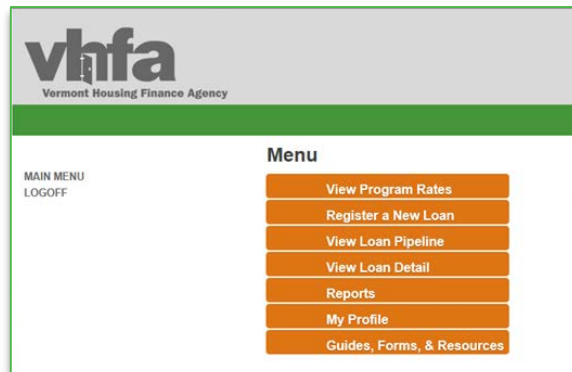 vhfa
Vermont Housing Finance Agency
MAIN MENU
LOGOFF
Menu
View Program Rates
Register a New Loan
View Loan Pipeline
View Loan Detail
Reports
My Profile
Guides, Forms, & Resources